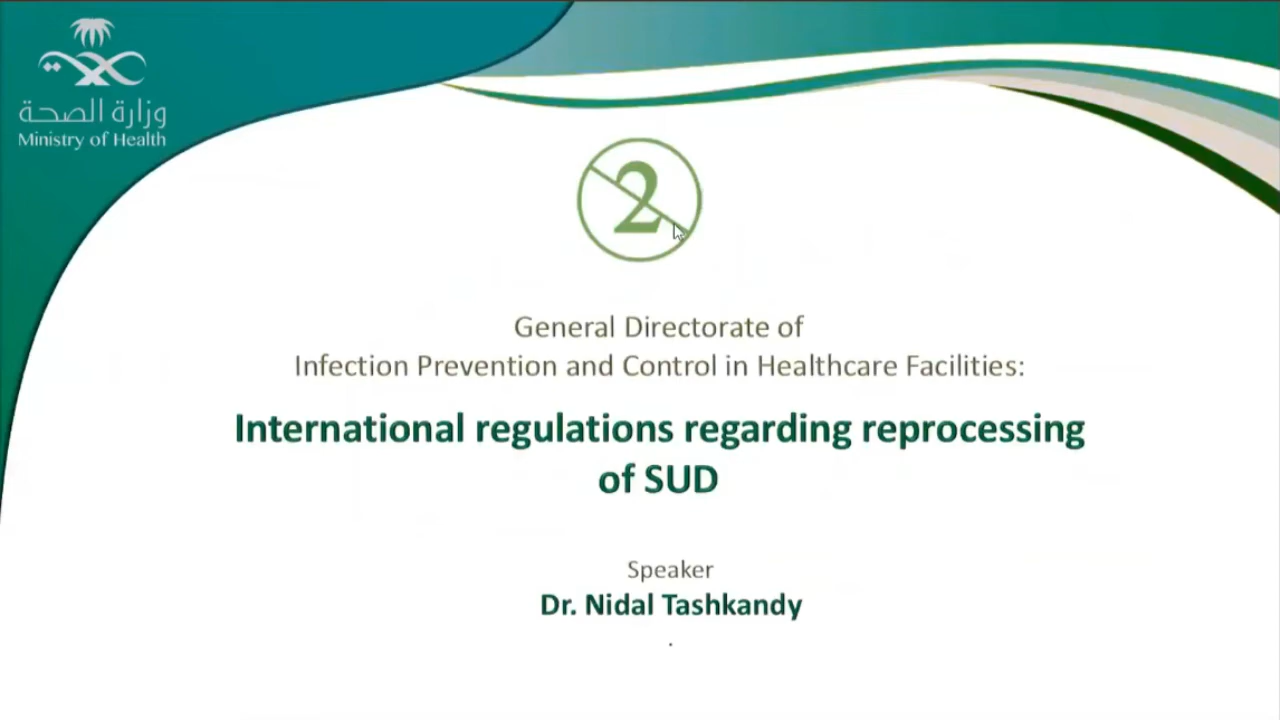 وزارة الصحة
Ministry of Health
2
General Directorate of
Infection Prevention and Control in Healthcare Facilities:
International regulations regarding reprocessing
of SUD
Speaker
Dr. Nidal Tashkandy
.